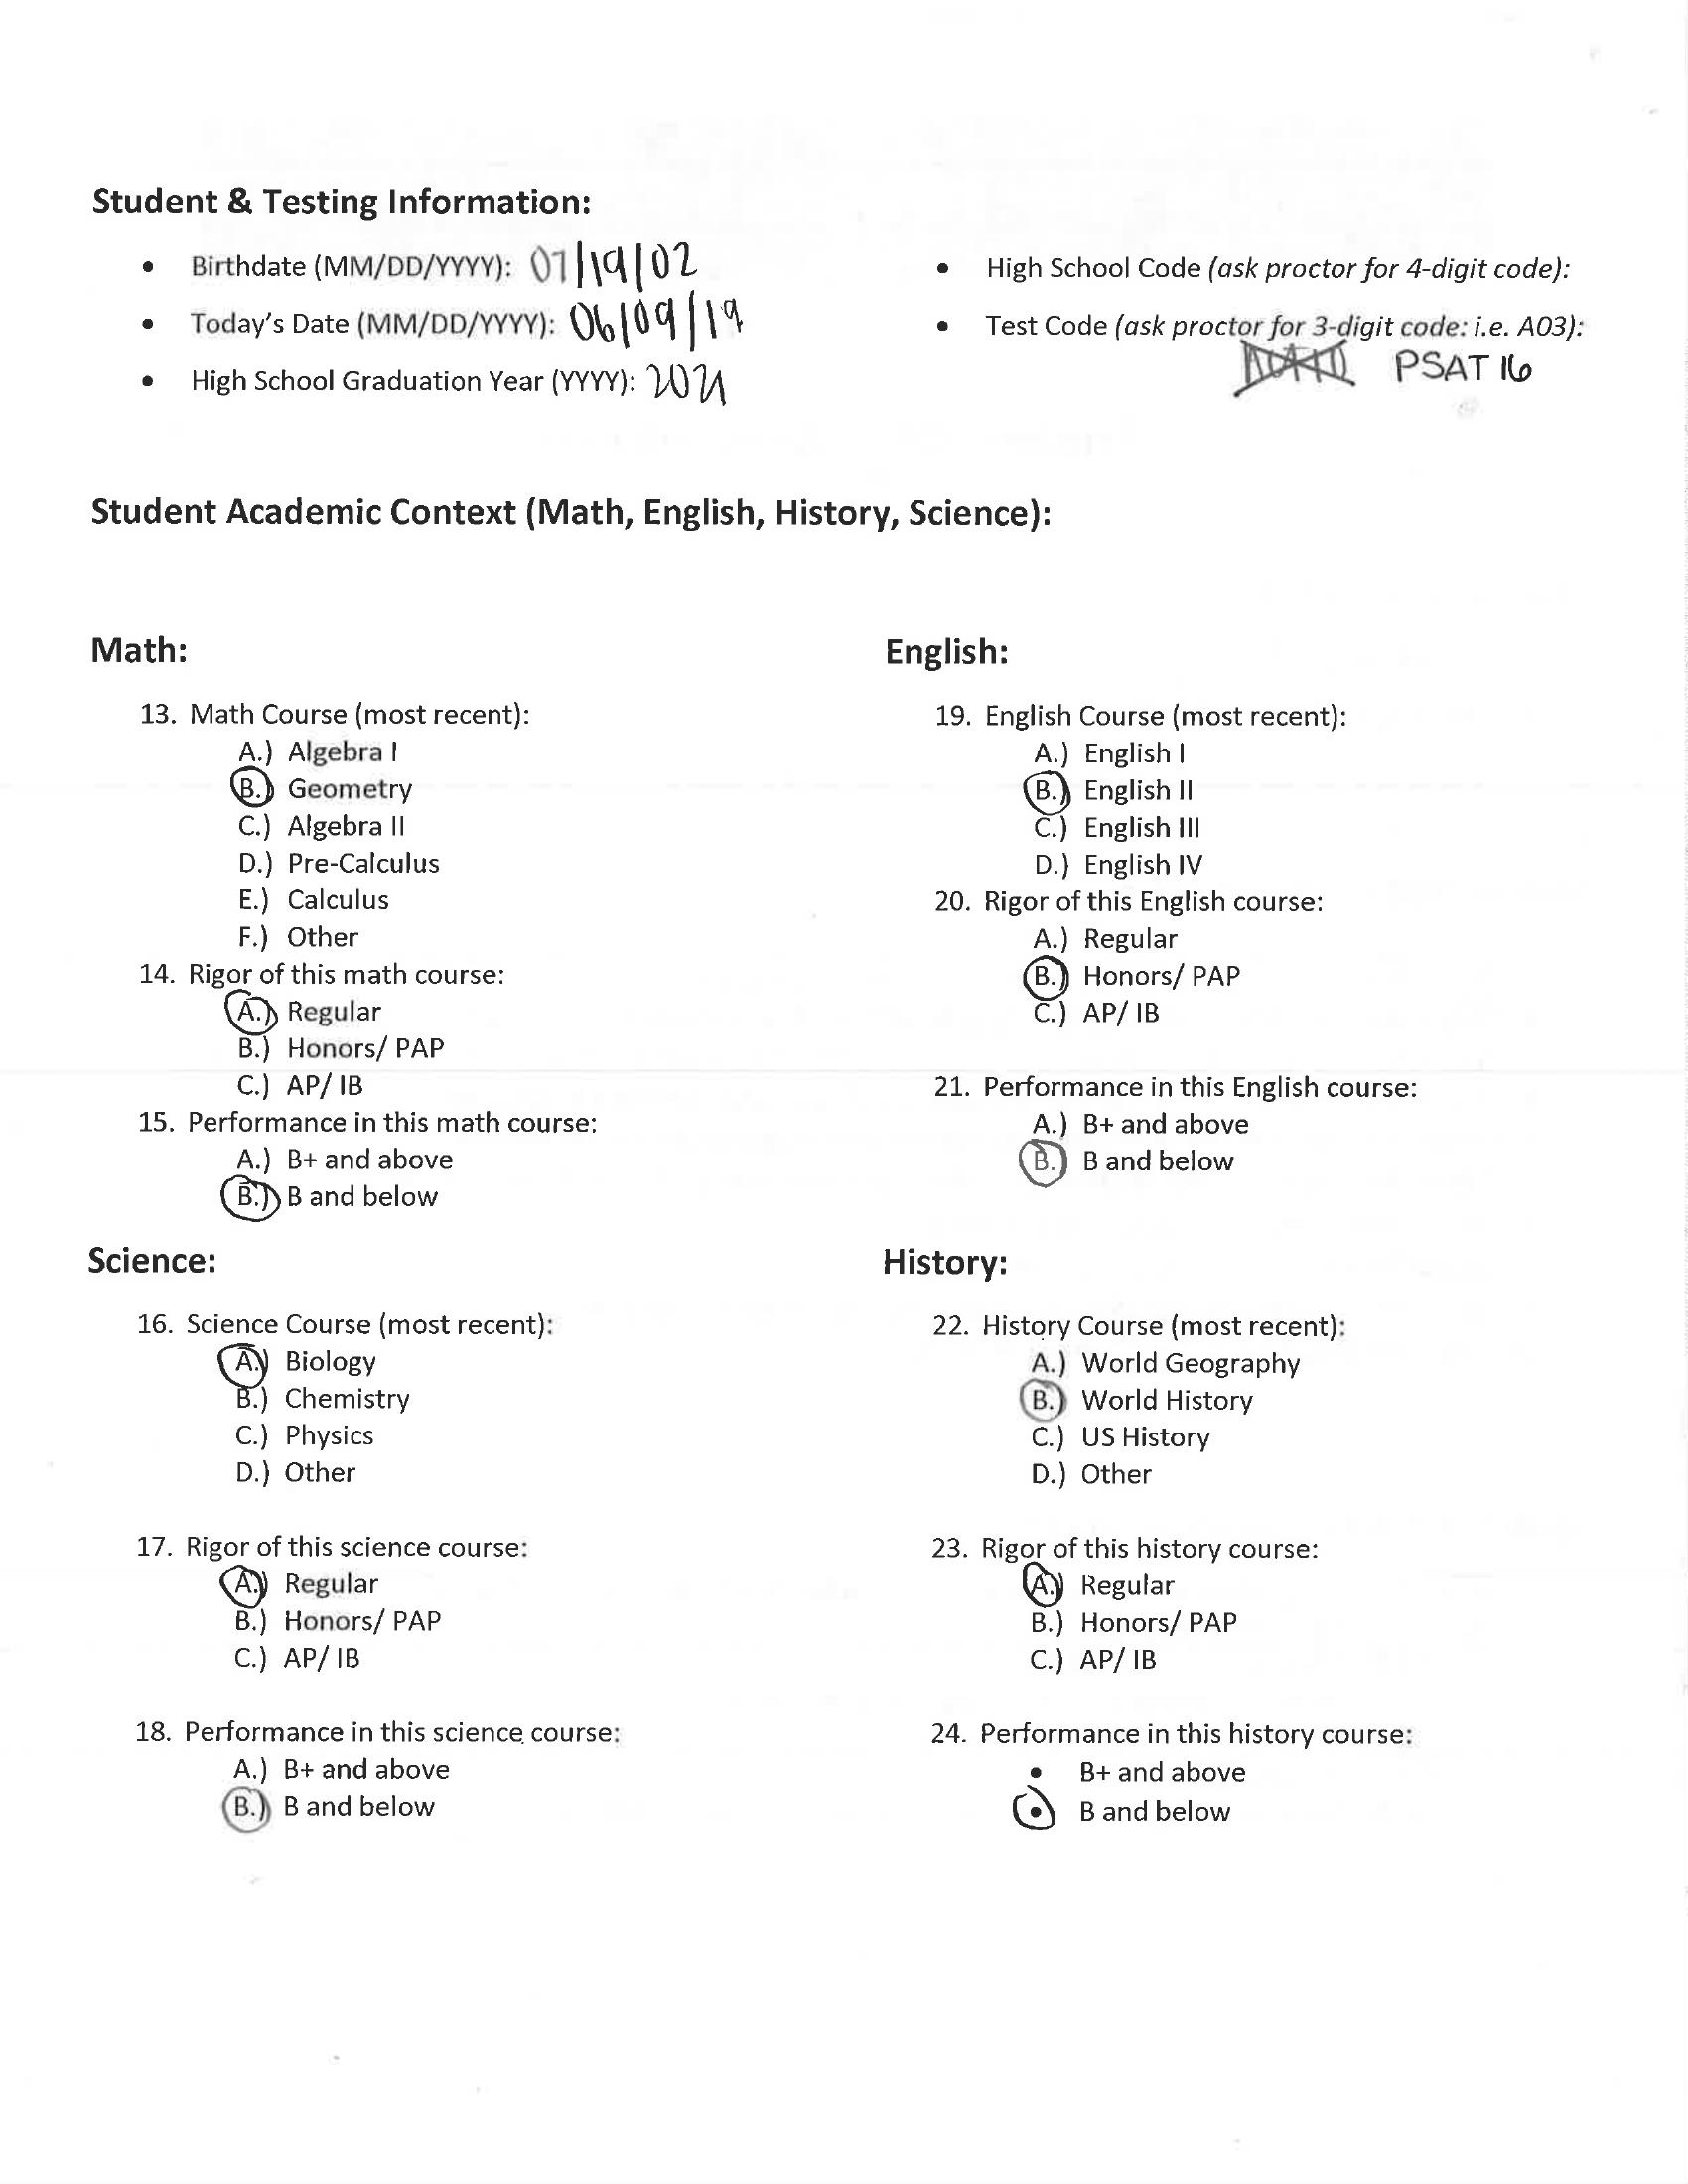 Student & Testing Information:
• Birthdate (MM/DD/YYYY): 07/19/02
• Today's Date (MM/DD/YYYY): 06/09/19
• High School Graduation Year (YYYY): 2021
• High School Code (ask proctor for 4-digit code):
• Test Code (ask proctor for 3-digit code: i.e. A03):
PSAT 16
Student Academic Context (Math, English, History, Science):
Math:
13. Math Course (most recent):
A.) Algebra I
B.) Geometry
C.) Algebra II
D.) Pre-Calculus
E.) Calculus
F.) Other
14. Rigor of this math course:
A.) Regular
B.) Honors/ PAP
C.) AP/ IB
15. Performance in this math course:
A.) B+ and above
B.) B and below
Science:
16. Science Course (most recent):
A.) Biology
B.) Chemistry
C.) Physics
D.) Other
17. Rigor of this science course:
A.) Regular
B.) Honors/ PAP
C.) AP/ IB
18. Performance in this science course:
A.) B+ and above
B.) B and below
English:
19. English Course (most recent):
A.) English I
B.) English II
C.) English III
D.) English IV
20. Rigor of this English course:
A.) Regular
B.) Honors/ PAP
C.) AP/ IB
21. Performance in this English course:
A.) B+ and above
B.) B and below
History:
22. History Course (most recent):
A.) World Geography
B.) World History
C.) US History
D.) Other
23. Rigor of this history course:
A.) Regular
B.) Honors/ PAP
C.) AP/ IB
24. Performance in this history course:
• B+ and above
• B and below